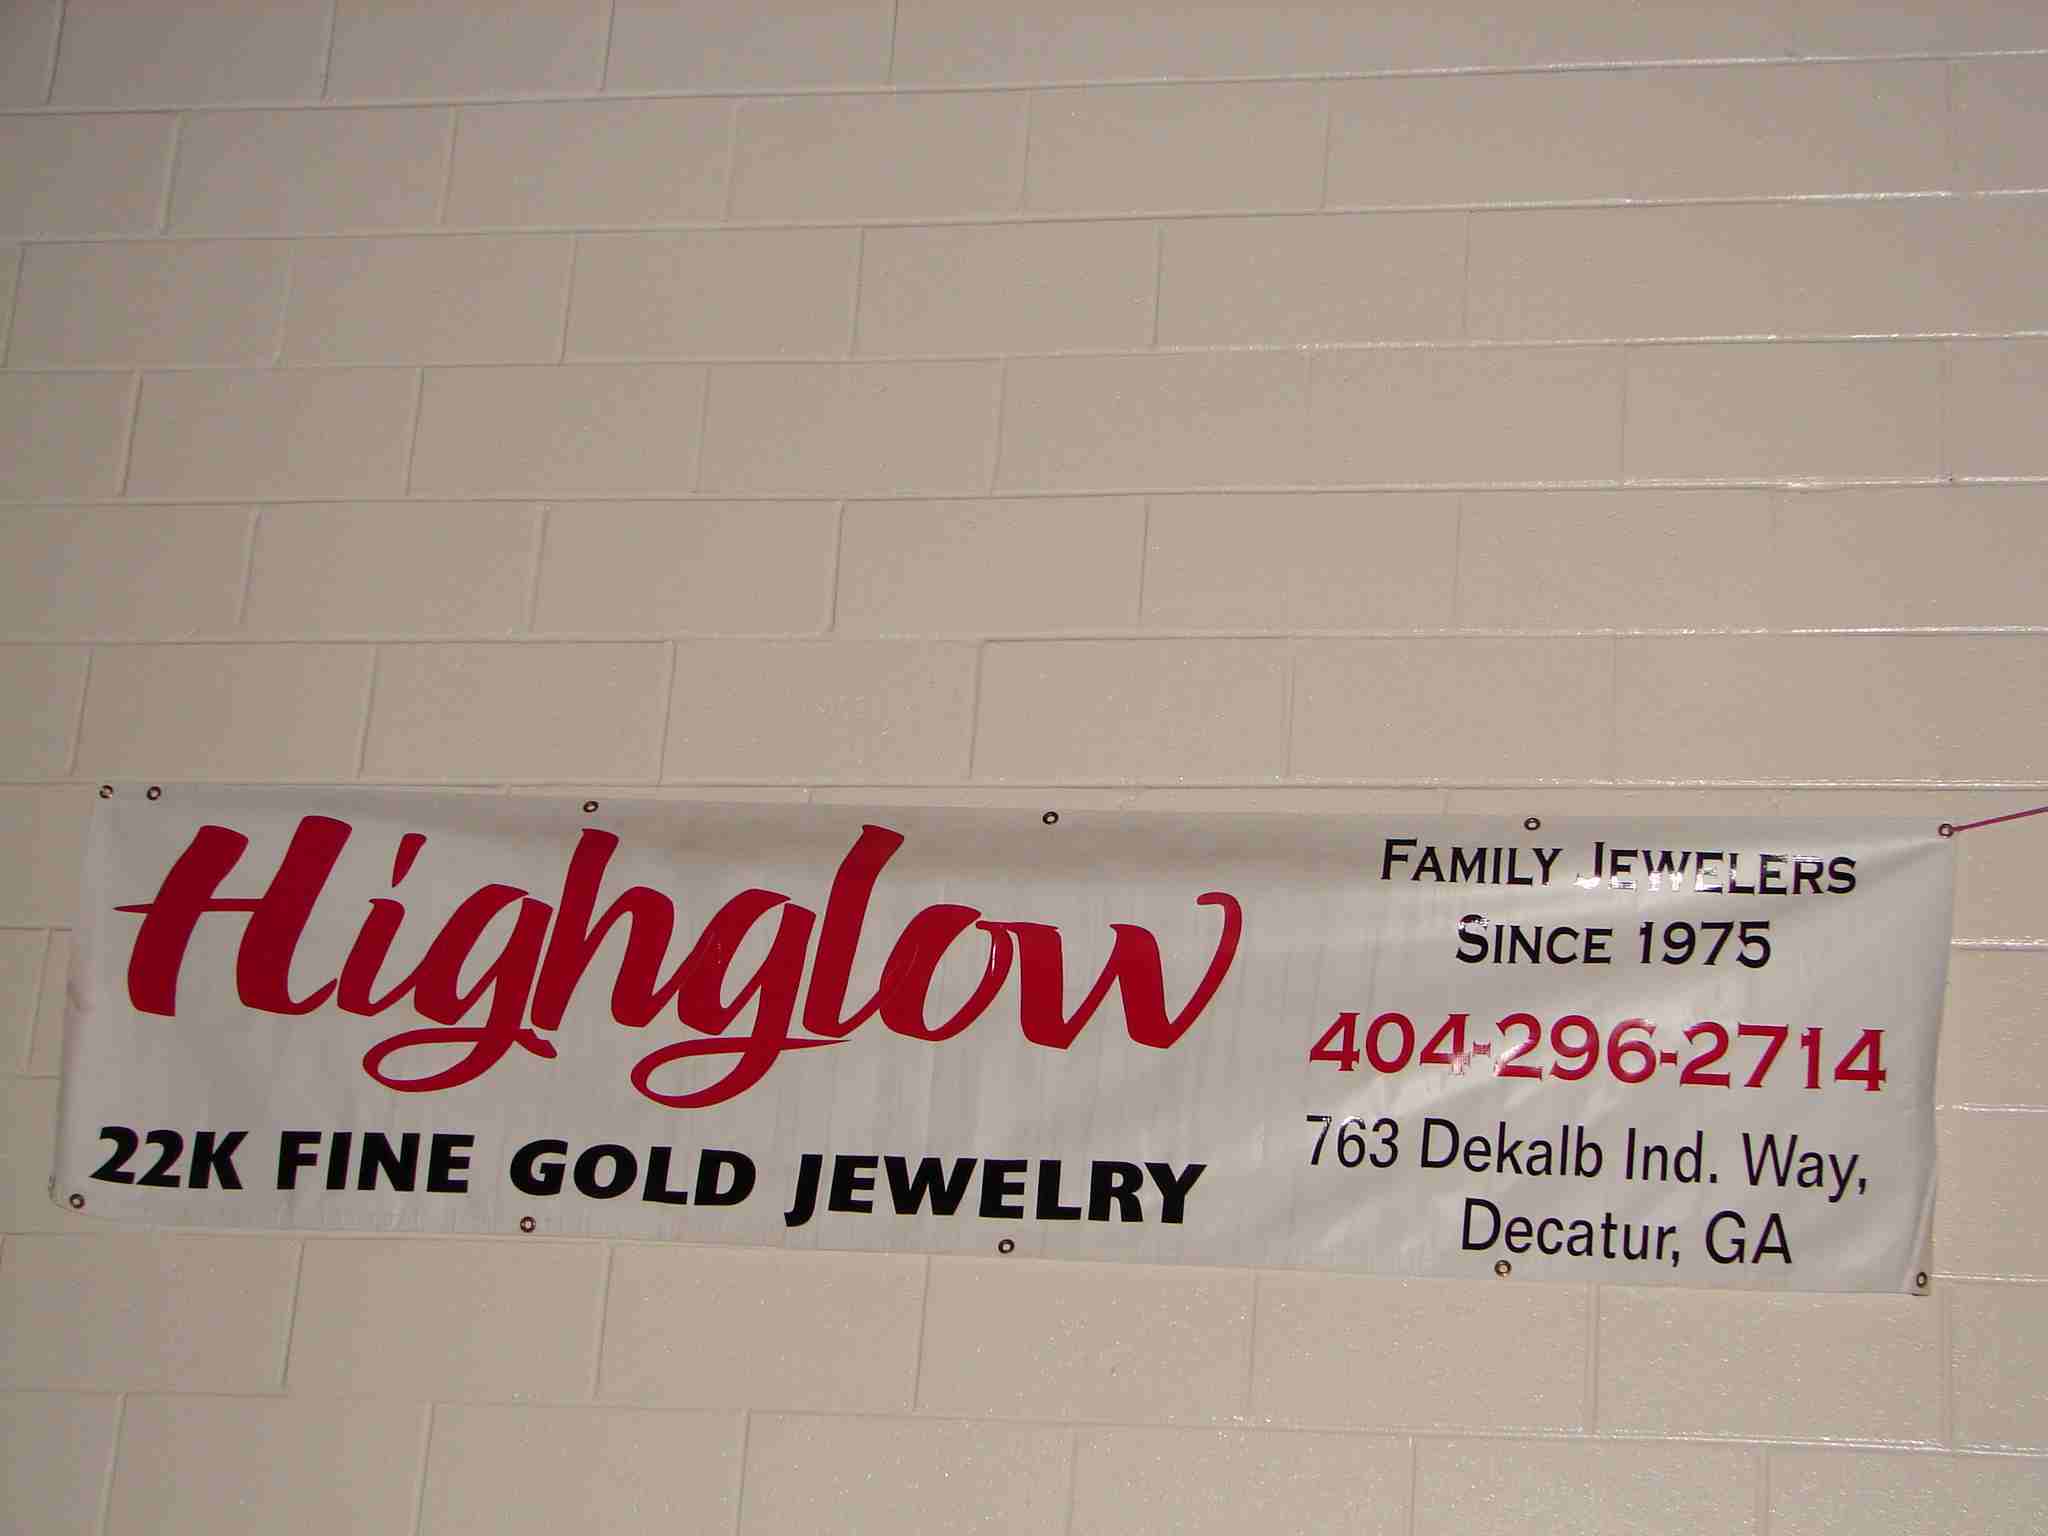 Highglow
22K FINE GOLD JEWELRY
FAMILY JEWELERS
SINCE 1975
404-296-2714
763 Dekalb Ind. Way,
Decatur, GA